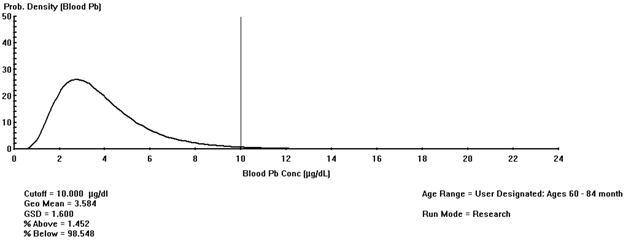 Prob. Density (Blood Pb)
50
40
30
20
10
0
0 2 4 6 8 10 12 14 16 18 20 22 24
Blood Pb Conc (µg/dL)
Cutoff = 10.000 µg/dl
Geo Mean = 3.584
GSD = 1.600
% Above = 1.452
% Below = 98.548
Age Range = User Designated: Ages 60 - 84 month
Run Mode = Research